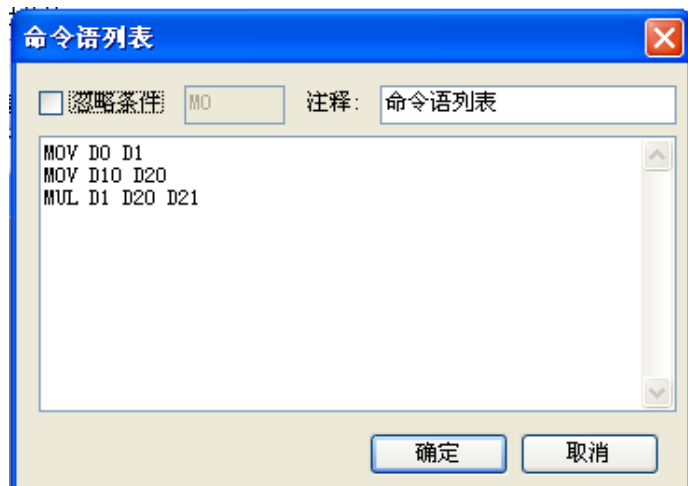 命令语列表
忽略条件 M0 注释: 命令语列表
MOV D0 D1
MOV D10 D20
MUL D1 D20 D21
确定 取消